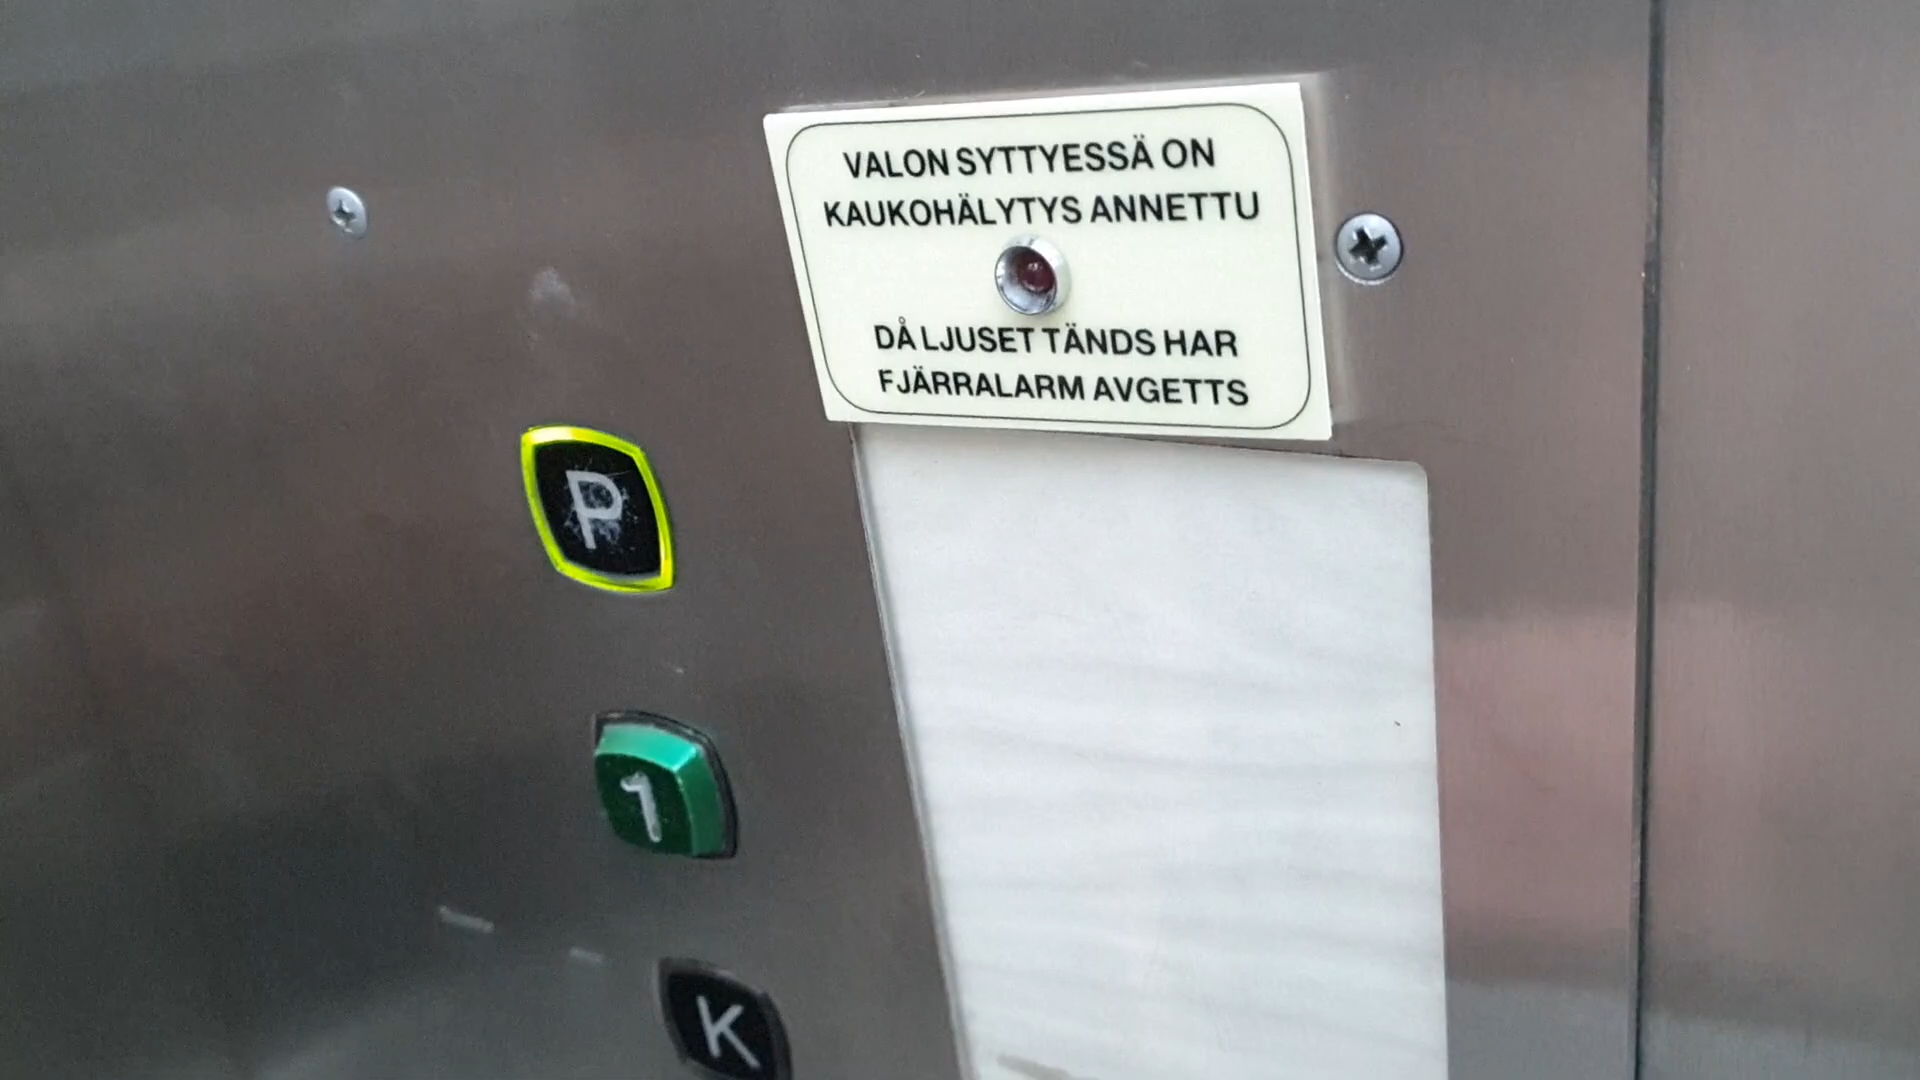 VALON SYTTYESSÄ ON
KAUKOHÄLYTYS ANNETTU
DÅ LJUSET TÄNDS HAR
FJÄRRALARM AVGETTS
P
1
K